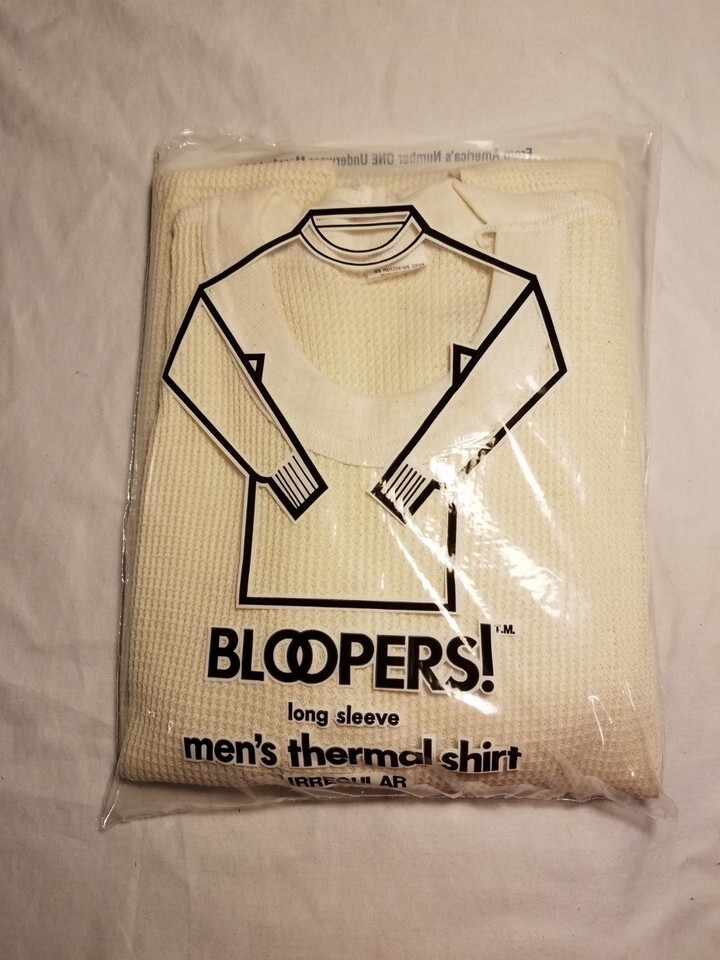 From America's Number ONE Underwear
BLOOPERS! T.M.
long sleeve
men's thermal shirt
IRREGULAR